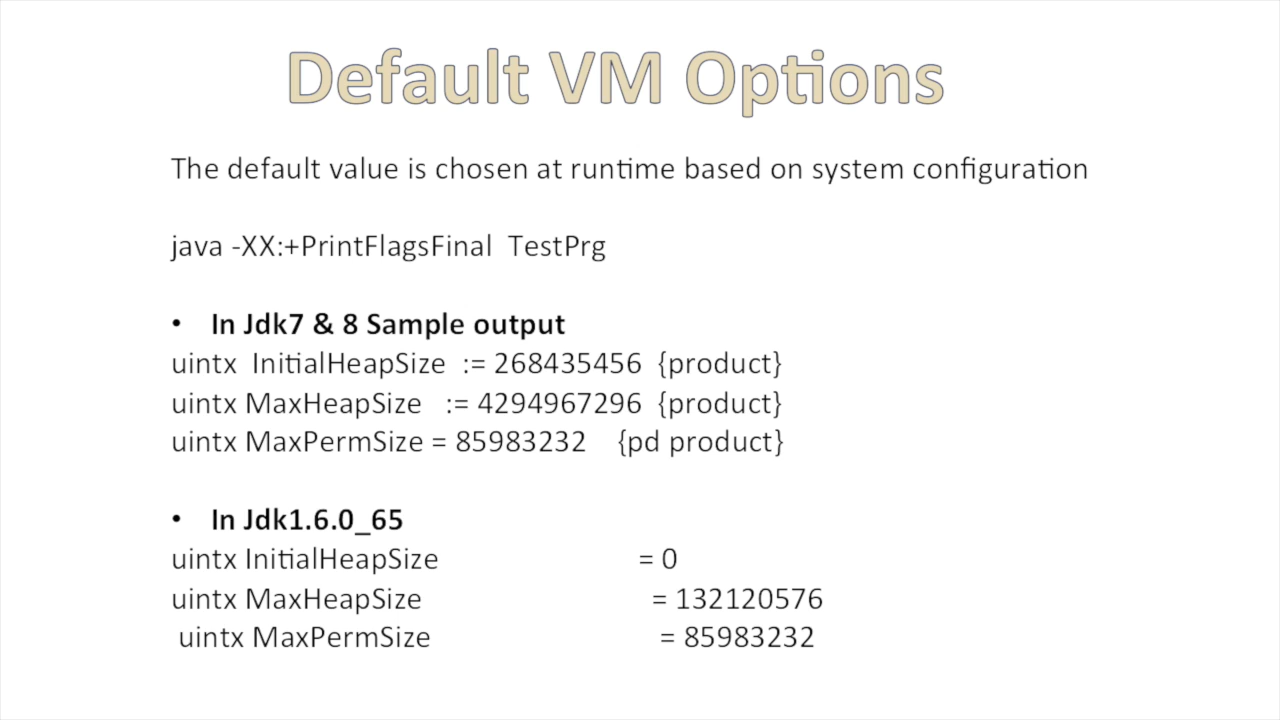 Default VM Options
The default value is chosen at runtime based on system configuration
java -XX:+PrintFlagsFinal  TestPrg
• In Jdk7 & 8 Sample output
uintx  InitialHeapSize  := 268435456  {product}
uintx MaxHeapSize   := 4294967296  {product}
uintx MaxPermSize = 85983232    {pd product}
• In Jdk1.6.0_65
uintx InitialHeapSize                         = 0
uintx MaxHeapSize                             = 132120576
uintx MaxPermSize                             = 85983232